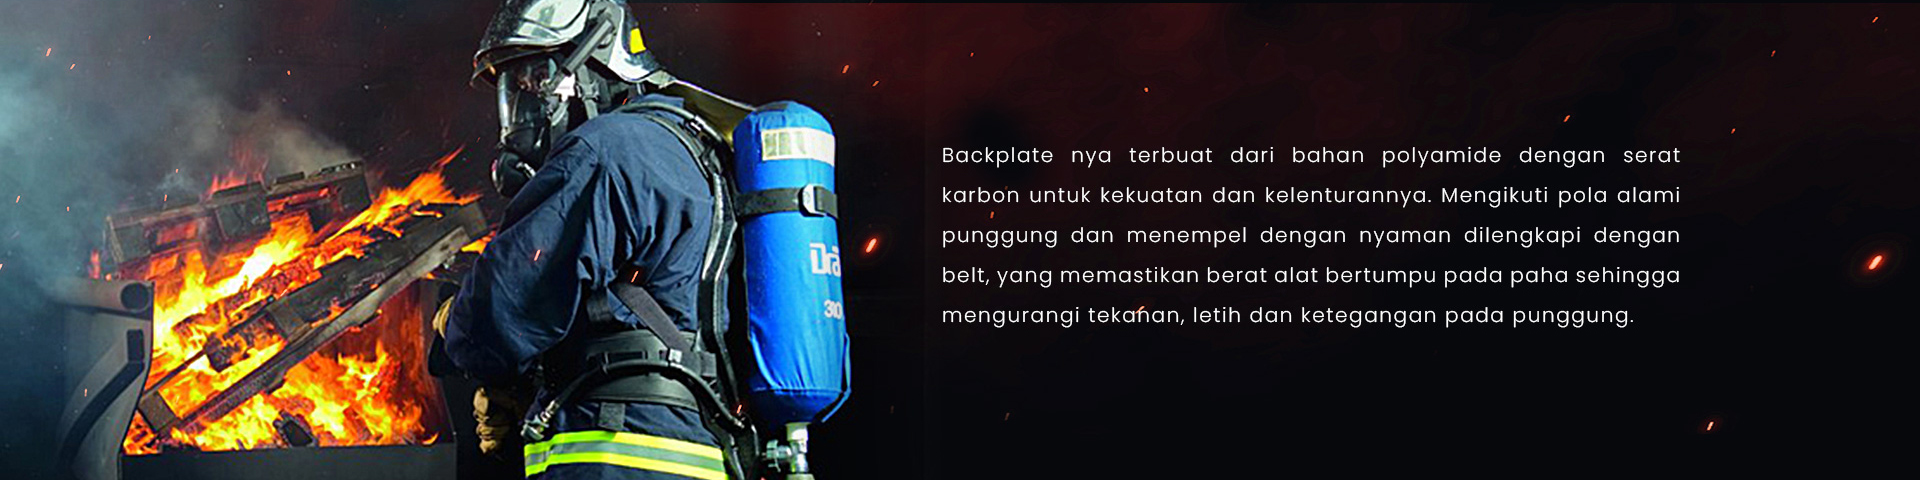 Backplate nya terbuat dari bahan polyamide dengan serat
karbon untuk kekuatan dan kelenturannya. Mengikuti pola alami
punggung dan menempel dengan nyaman dilengkapi dengan
belt, yang memastikan berat alat bertumpu pada paha sehingga
mengurangi tekanan, letih dan ketegangan pada punggung.